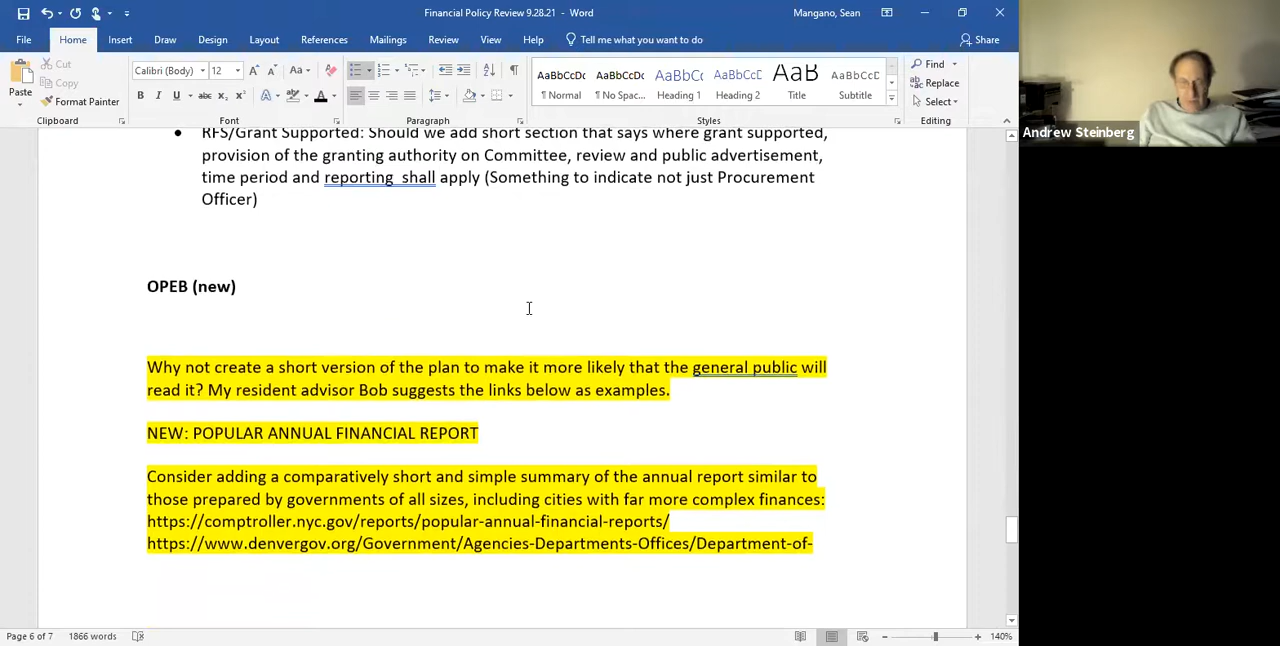 Financial Policy Review 9.28.21 - Word
Mangano, Sean
File Home Insert Draw Design Layout References Mailings Review View Help Tell me what you want to do Share
Paste
Cut
Copy
Format Painter
Clipboard
Calibri (Body) 12
Font
Paragraph
AaBbCcDc AaBbCcDc AaBbC AaBbCcD AaB AaBbCcD
¶ Normal ¶ No Spac... Heading 1 Heading 2 Title Subtitle
Styles
Find
Replace
Select
Editing
Andrew Steinberg
• RFS/Grant Supported: Should we add short section that says where grant supported,
provision of the granting authority on Committee, review and public advertisement,
time period and reporting shall apply (Something to indicate not just Procurement
Officer)
OPEB (new)
Why not create a short version of the plan to make it more likely that the general public will
read it? My resident advisor Bob suggests the links below as examples.
NEW: POPULAR ANNUAL FINANCIAL REPORT
Consider adding a comparatively short and simple summary of the annual report similar to
those prepared by governments of all sizes, including cities with far more complex finances:
https://comptroller.nyc.gov/reports/popular-annual-financial-reports/
https://www.denvergov.org/Government/Agencies-Departments-Offices/Department-of-
Page 6 of 7 1866 words
140%